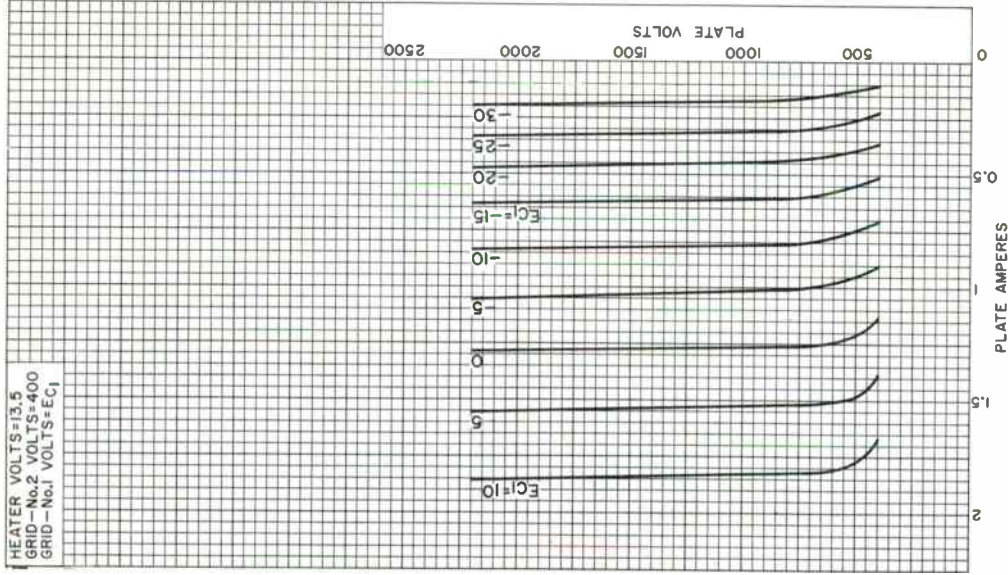 HEATER VOLTS=13.5
GRID-No.2 VOLTS=400
GRID-No.1 VOLTS=EC1
PLATE AMPERES
2
1.5
1
0.5
0
EC1=10
5
0
-5
-10
EC1=-15
-20
-25
-30
500
1000
1500
2000
2500
PLATE VOLTS